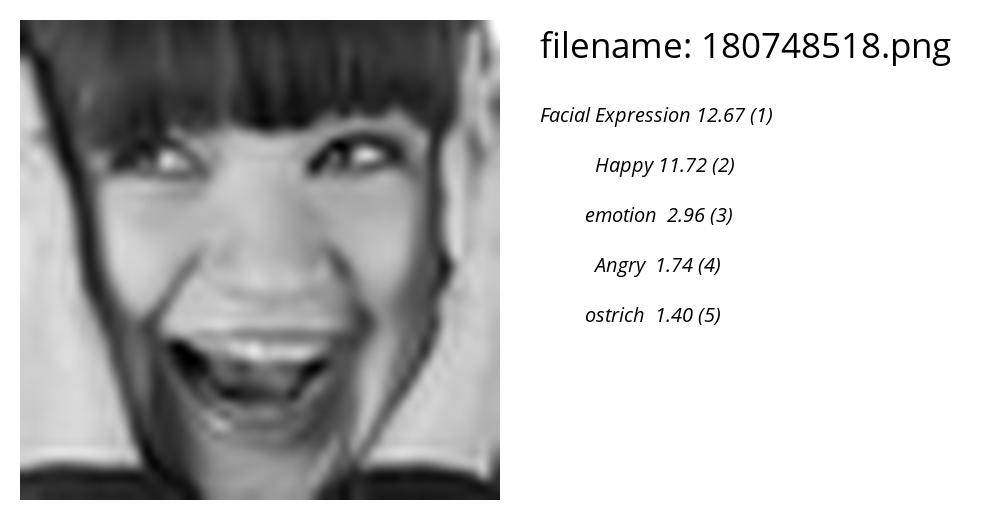 filename: 180748518.png
Facial Expression 12.67 (1)
Happy 11.72 (2)
emotion 2.96 (3)
Angry 1.74 (4)
ostrich 1.40 (5)